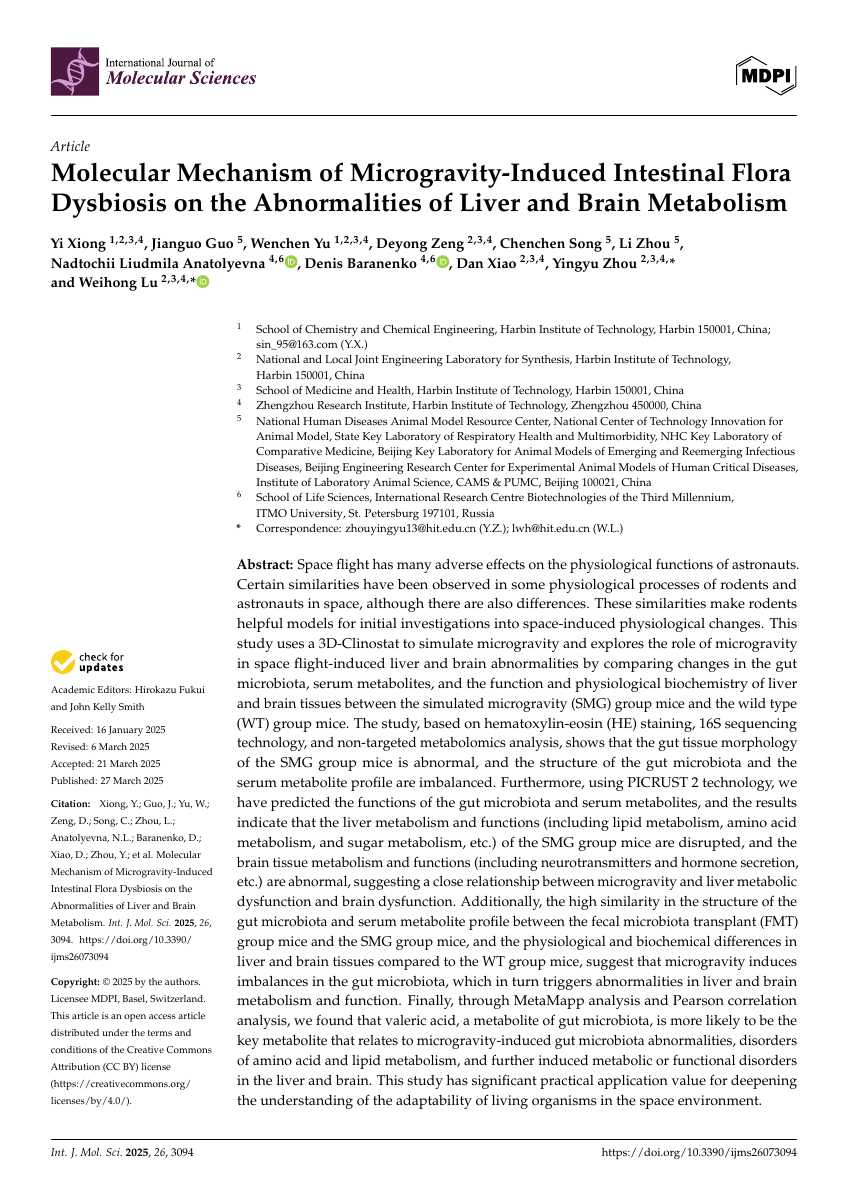 International Journal of
Molecular Sciences
MDPI
Article
Molecular Mechanism of Microgravity-Induced Intestinal Flora
Dysbiosis on the Abnormalities of Liver and Brain Metabolism
Yi Xiong 1,2,3,4, Jianguo Guo 5, Wenchen Yu 1,2,3,4, Deyong Zeng 2,3,4, Chenchen Song 5, Li Zhou 5,
Nadtochii Liudmila Anatolyevna 4,6 iD, Denis Baranenko 4,6 iD, Dan Xiao 2,3,4, Yingyu Zhou 2,3,4,*
and Weihong Lu 2,3,4,* iD
1 School of Chemistry and Chemical Engineering, Harbin Institute of Technology, Harbin 150001, China;
sin_95@163.com (Y.X.)
2 National and Local Joint Engineering Laboratory for Synthesis, Harbin Institute of Technology,
Harbin 150001, China
3 School of Medicine and Health, Harbin Institute of Technology, Harbin 150001, China
4 Zhengzhou Research Institute, Harbin Institute of Technology, Zhengzhou 450000, China
5 National Human Diseases Animal Model Resource Center, National Center of Technology Innovation for
Animal Model, State Key Laboratory of Respiratory Health and Multimorbidity, NHC Key Laboratory of
Comparative Medicine, Beijing Key Laboratory for Animal Models of Emerging and Reemerging Infectious
Diseases, Beijing Engineering Research Center for Experimental Animal Models of Human Critical Diseases,
Institute of Laboratory Animal Science, CAMS & PUMC, Beijing 100021, China
6 School of Life Sciences, International Research Centre Biotechnologies of the Third Millennium,
ITMO University, St. Petersburg 197101, Russia
* Correspondence: zhouyingyu13@hit.edu.cn (Y.Z.); lwh@hit.edu.cn (W.L.)
Abstract: Space flight has many adverse effects on the physiological functions of astronauts.
Certain similarities have been observed in some physiological processes of rodents and
astronauts in space, although there are also differences. These similarities make rodents
helpful models for initial investigations into space-induced physiological changes. This
study uses a 3D-Clinostat to simulate microgravity and explores the role of microgravity
in space flight-induced liver and brain abnormalities by comparing changes in the gut
microbiota, serum metabolites, and the function and physiological biochemistry of liver
and brain tissues between the simulated microgravity (SMG) group mice and the wild type
(WT) group mice. The study, based on hematoxylin-eosin (HE) staining, 16S sequencing
technology, and non-targeted metabolomics analysis, shows that the gut tissue morphology
of the SMG group mice is abnormal, and the structure of the gut microbiota and the
serum metabolite profile are imbalanced. Furthermore, using PICRUST 2 technology, we
have predicted the functions of the gut microbiota and serum metabolites, and the results
indicate that the liver metabolism and functions (including lipid metabolism, amino acid
metabolism, and sugar metabolism, etc.) of the SMG group mice are disrupted, and the
brain tissue metabolism and functions (including neurotransmitters and hormone secretion,
etc.) are abnormal, suggesting a close relationship between microgravity and liver metabolic
dysfunction and brain dysfunction. Additionally, the high similarity in the structure of the
gut microbiota and serum metabolite profile between the fecal microbiota transplant (FMT)
group mice and the SMG group mice, and the physiological and biochemical differences in
liver and brain tissues compared to the WT group mice, suggest that microgravity induces
imbalances in the gut microbiota, which in turn triggers abnormalities in liver and brain
metabolism and function. Finally, through MetaMapp analysis and Pearson correlation
analysis, we found that valeric acid, a metabolite of gut microbiota, is more likely to be the
key metabolite that relates to microgravity-induced gut microbiota abnormalities, disorders
of amino acid and lipid metabolism, and further induced metabolic or functional disorders
in the liver and brain. This study has significant practical application value for deepening
the understanding of the adaptability of living organisms in the space environment.
check for
updates
Academic Editors: Hirokazu Fukui
and John Kelly Smith
Received: 16 January 2025
Revised: 6 March 2025
Accepted: 21 March 2025
Published: 27 March 2025
Citation: Xiong, Y.; Guo, J.; Yu, W.;
Zeng, D.; Song, C.; Zhou, L.;
Anatolyevna, N.L.; Baranenko, D.;
Xiao, D.; Zhou, Y.; et al. Molecular
Mechanism of Microgravity-Induced
Intestinal Flora Dysbiosis on the
Abnormalities of Liver and Brain
Metabolism. Int. J. Mol. Sci. 2025, 26,
3094. https://doi.org/10.3390/
ijms26073094
Copyright: © 2025 by the authors.
Licensee MDPI, Basel, Switzerland.
This article is an open access article
distributed under the terms and
conditions of the Creative Commons
Attribution (CC BY) license
(https://creativecommons.org/
licenses/by/4.0/).
Int. J. Mol. Sci. 2025, 26, 3094
https://doi.org/10.3390/ijms26073094